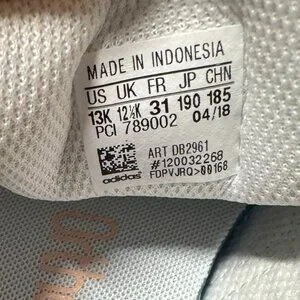 MADE IN INDONESIA
US UK FR JP CHN
13K 12½K 31 190 185
PCI 789002 04/18
ART DB2961
#120032268
adidas FDPVJRQ>00168